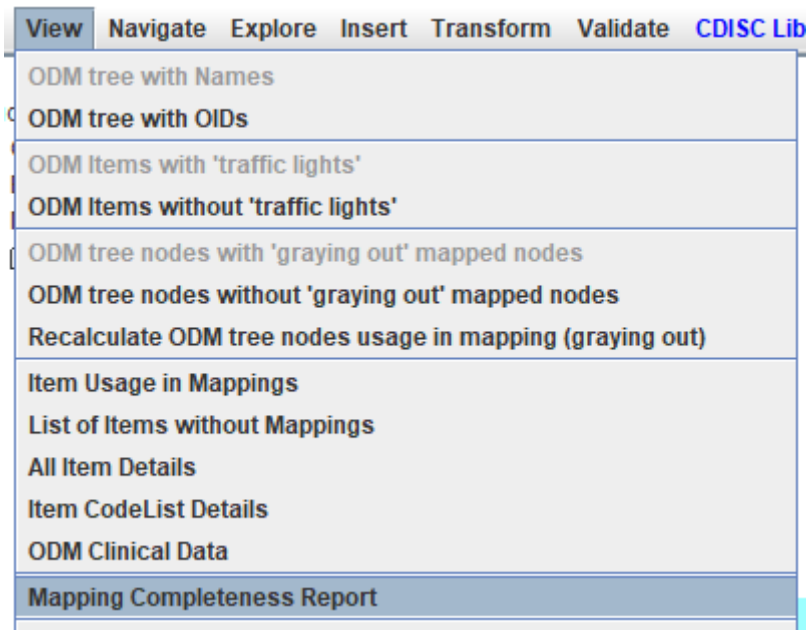 View Navigate Explore Insert Transform Validate CDISC Lib
ODM tree with Names
ODM tree with OIDs
ODM Items with 'traffic lights'
ODM Items without 'traffic lights'
ODM tree nodes with 'graying out' mapped nodes
ODM tree nodes without 'graying out' mapped nodes
Recalculate ODM tree nodes usage in mapping (graying out)
Item Usage in Mappings
List of Items without Mappings
All Item Details
Item CodeList Details
ODM Clinical Data
Mapping Completeness Report